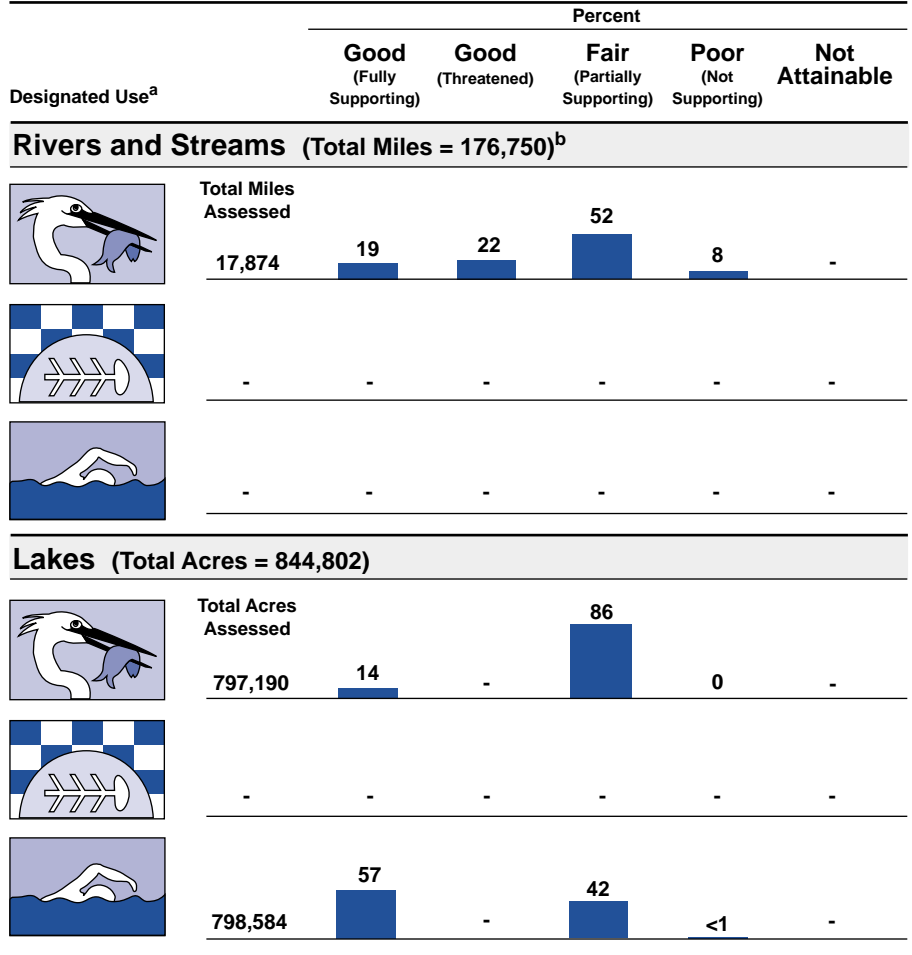 Percent
Good Good Fair Poor Not
(Fully (Threatened) (Partially (Not Attainable
Designated Useᵃ Supporting) Supporting) Supporting)
Rivers and Streams (Total Miles = 176,750)ᵇ
Total Miles
Assessed
17,874 19 22 52 8 -
- - - - - -
- - - - - -
Lakes (Total Acres = 844,802)
Total Acres
Assessed
797,190 14 - 86 0 -
- - - - - -
798,584 57 - 42 <1 -